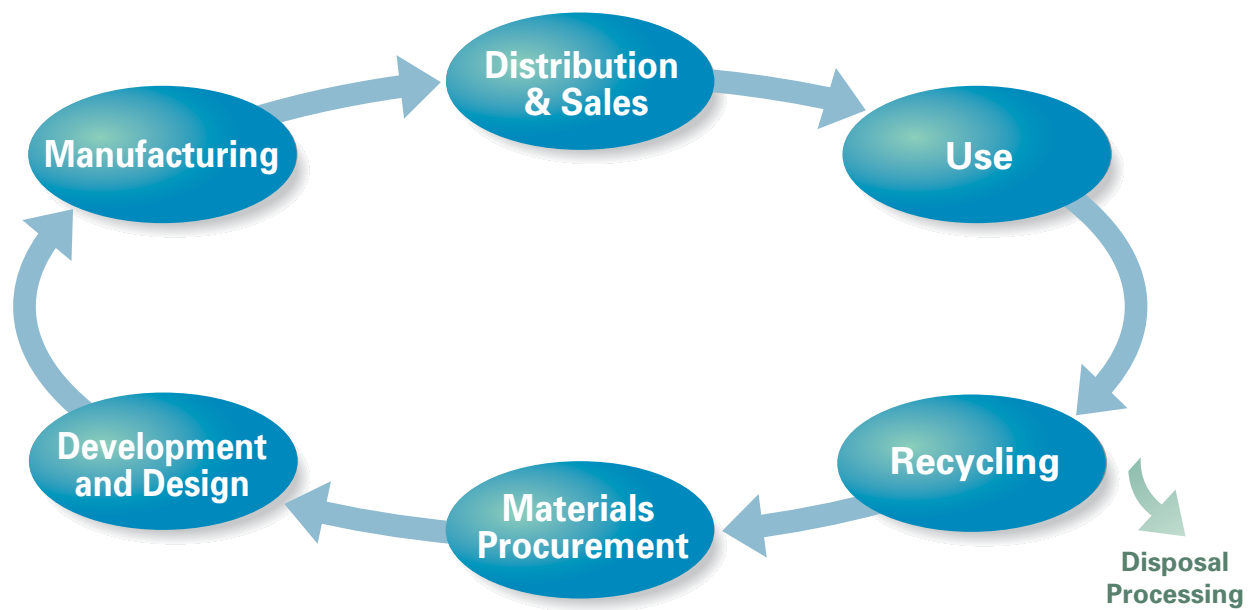 Distribution
& Sales
Manufacturing
Use
Development
and Design
Recycling
Materials
Procurement
Disposal
Processing